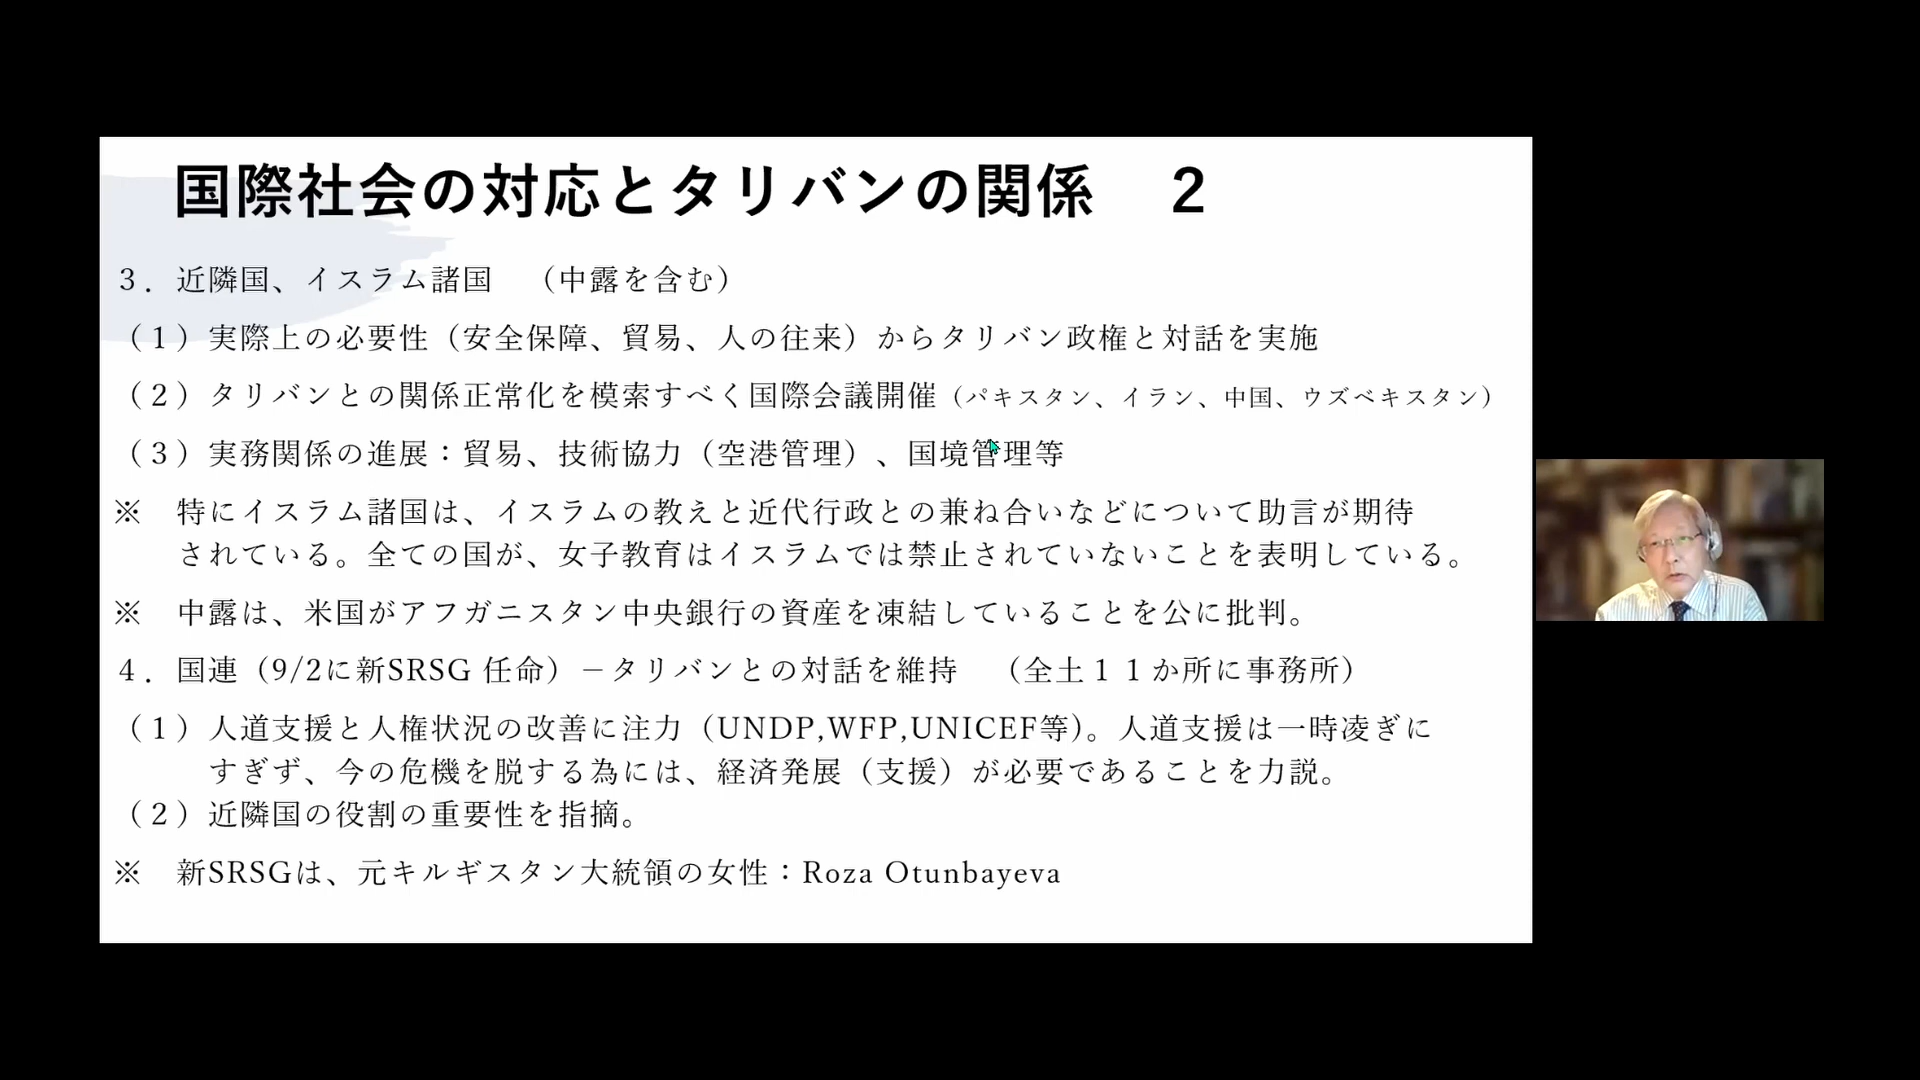 国際社会の対応とタリバンの関係　２
３．近隣国、イスラム諸国　（中露を含む）
（１）実際上の必要性（安全保障、貿易、人の往来）からタリバン政権と対話を実施
（２）タリバンとの関係正常化を模索すべく国際会議開催（パキスタン、イラン、中国、ウズベキスタン）
（３）実務関係の進展：貿易、技術協力（空港管理）、国境管理等
※　特にイスラム諸国は、イスラムの教えと近代行政との兼ね合いなどについて助言が期待
されている。全ての国が、女子教育はイスラムでは禁止されていないことを表明している。
※　中露は、米国がアフガニスタン中央銀行の資産を凍結していることを公に批判。
４．国連（9/2に新SRSG 任命）－タリバンとの対話を維持　（全土１１か所に事務所）
（１）人道支援と人権状況の改善に注力（UNDP,WFP,UNICEF等）。人道支援は一時凌ぎに
すぎず、今の危機を脱する為には、経済発展（支援）が必要であることを力説。
（２）近隣国の役割の重要性を指摘。
※　新SRSGは、元キルギスタン大統領の女性：Roza Otunbayeva